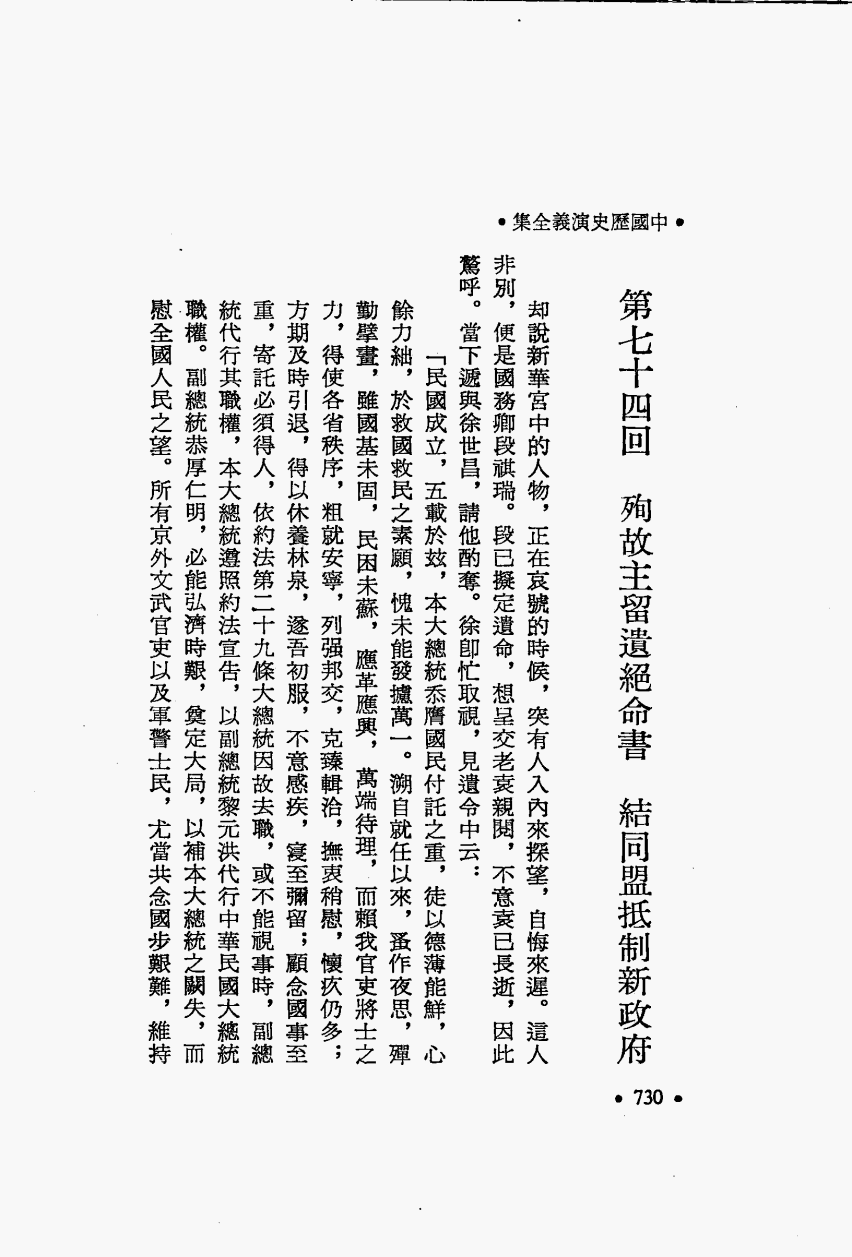 •中國歷史演義全集•
第七十四回　殉故主留遺絕命書　結同盟抵制新政府
却說新華宮中的人物，正在哀號的時候，突有人入內來探望，自悔來遲。這人
非別，便是國務卿段祺瑞。段已擬定遺命，想呈交老袁親閱，不意袁已長逝，因此
驚呼。當下遞與徐世昌，請他酌奪。徐卽忙取視，見遺令中云：
「民國成立，五載於玆，本大總統忝膺國民付託之重，徒以德薄能鮮，心
餘力絀，於救國救民之素願，愧未能發攄萬一。溯自就任以來，蚤作夜思，殫
勤擘畫，雖國基未固，民困未蘇，應革應興，萬端待理，而賴我官吏將士之
力，得使各省秩序，粗就安寧，列强邦交，克臻輯洽，撫衷稍慰，懷疚仍多；
方期及時引退，得以休養林泉，遂吾初服，不意感疾，寖至彌留；顧念國事至
重，寄託必須得人，依約法第二十九條大總統因故去職，或不能視事時，副總
統代行其職權，本大總統遵照約法宣告，以副總統黎元洪代行中華民國大總統
職權。副總統恭厚仁明，必能弘濟時艱，奠定大局，以補本大總統之闕失，而
慰全國人民之望。所有京外文武官吏以及軍警士民，尤當共念國步艱難，維持
•730•